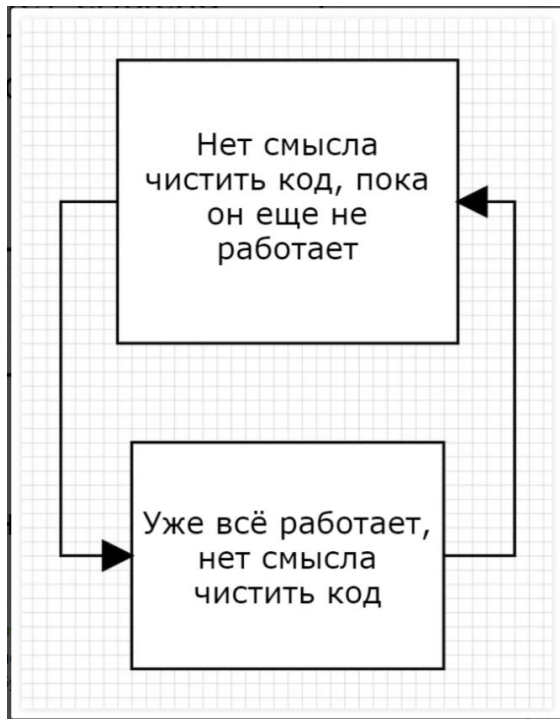 Нет смысла
чистить код, пока
он еще не
работает
Уже всё работает,
нет смысла
чистить код